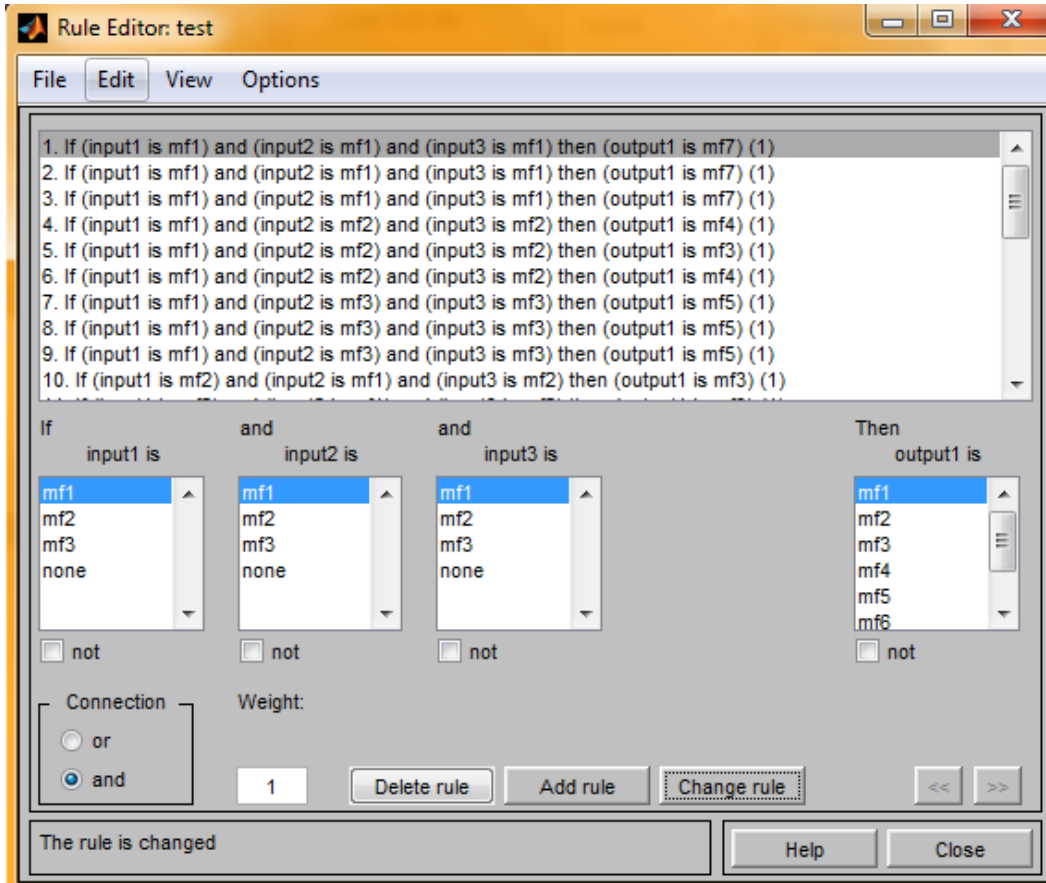 Rule Editor: test
File Edit View Options
1. If (input1 is mf1) and (input2 is mf1) and (input3 is mf1) then (output1 is mf7) (1)
2. If (input1 is mf1) and (input2 is mf1) and (input3 is mf1) then (output1 is mf7) (1)
3. If (input1 is mf1) and (input2 is mf1) and (input3 is mf1) then (output1 is mf7) (1)
4. If (input1 is mf1) and (input2 is mf2) and (input3 is mf2) then (output1 is mf4) (1)
5. If (input1 is mf1) and (input2 is mf2) and (input3 is mf2) then (output1 is mf3) (1)
6. If (input1 is mf1) and (input2 is mf2) and (input3 is mf2) then (output1 is mf4) (1)
7. If (input1 is mf1) and (input2 is mf3) and (input3 is mf3) then (output1 is mf5) (1)
8. If (input1 is mf1) and (input2 is mf3) and (input3 is mf3) then (output1 is mf5) (1)
9. If (input1 is mf1) and (input2 is mf3) and (input3 is mf3) then (output1 is mf5) (1)
10. If (input1 is mf2) and (input2 is mf1) and (input3 is mf2) then (output1 is mf3) (1)
If and and Then
input1 is input2 is input3 is output1 is
mf1 mf1 mf1 mf1
mf2 mf2 mf2 mf2
mf3 mf3 mf3 mf3
none none none mf4
mf5
mf6
not not not not
Connection Weight:
or
and 1 Delete rule Add rule Change rule << >>
The rule is changed Help Close